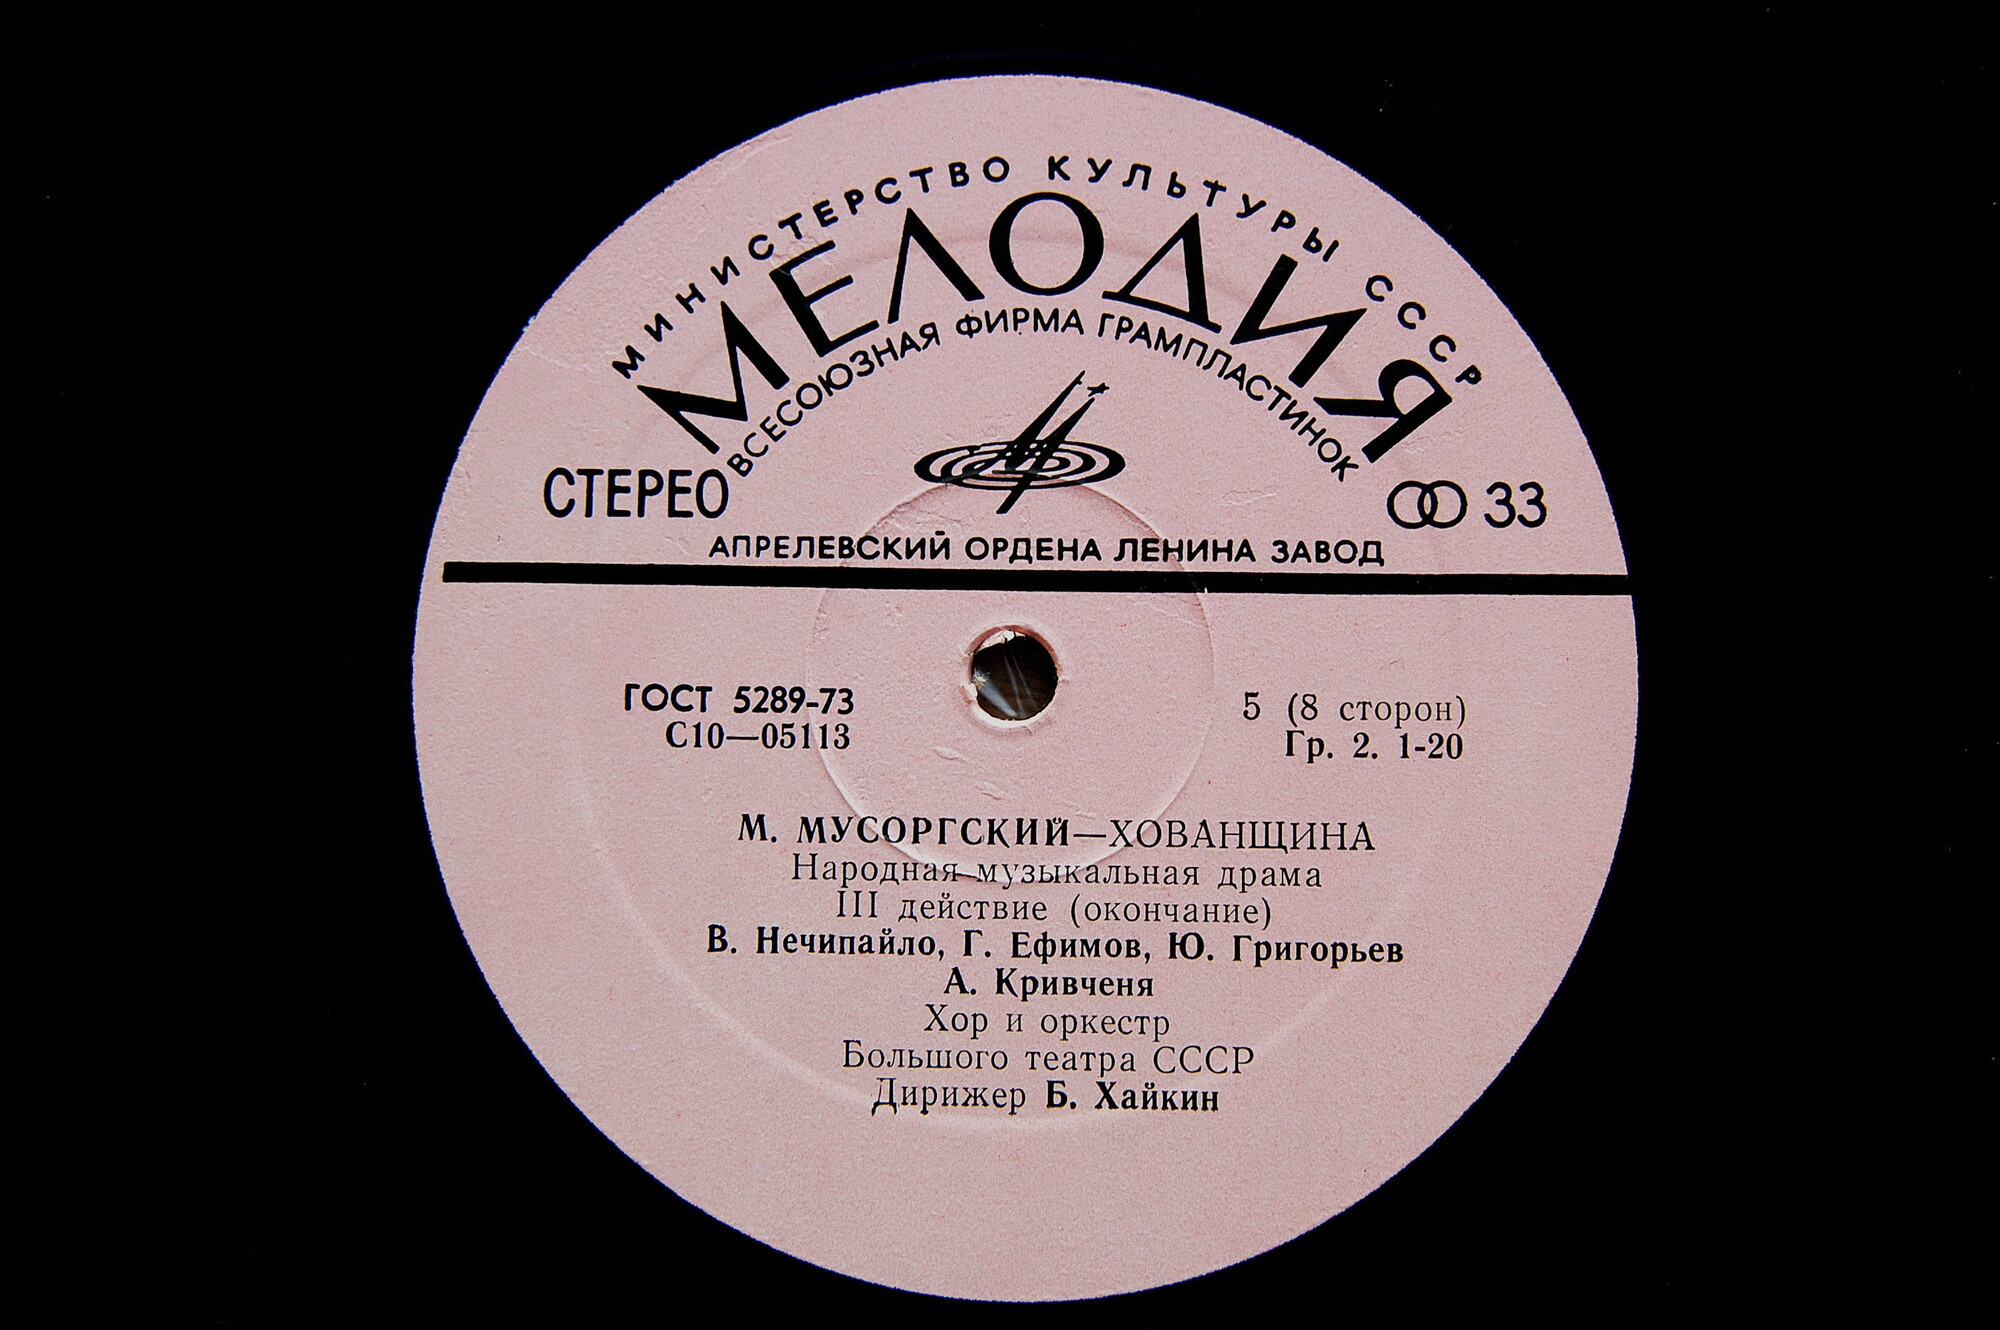 МИНИСТЕРСТВО КУЛЬТУРЫ СССР
МЕЛОДИЯ
ВСЕСОЮЗНАЯ ФИРМА ГРАМПЛАСТИНОК
СТЕРЕО
33
АПРЕЛЕВСКИЙ ОРДЕНА ЛЕНИНА ЗАВОД
ГОСТ 5289-73
С10—05113
5 (8 сторон)
Гр. 2. 1-20
М. МУСОРГСКИЙ—ХОВАНЩИНА
Народная музыкальная драма
III действие (окончание)
В. Нечипайло, Г. Ефимов, Ю. Григорьев
А. Кривченя
Хор и оркестр
Большого театра СССР
Дирижер Б. Хайкин